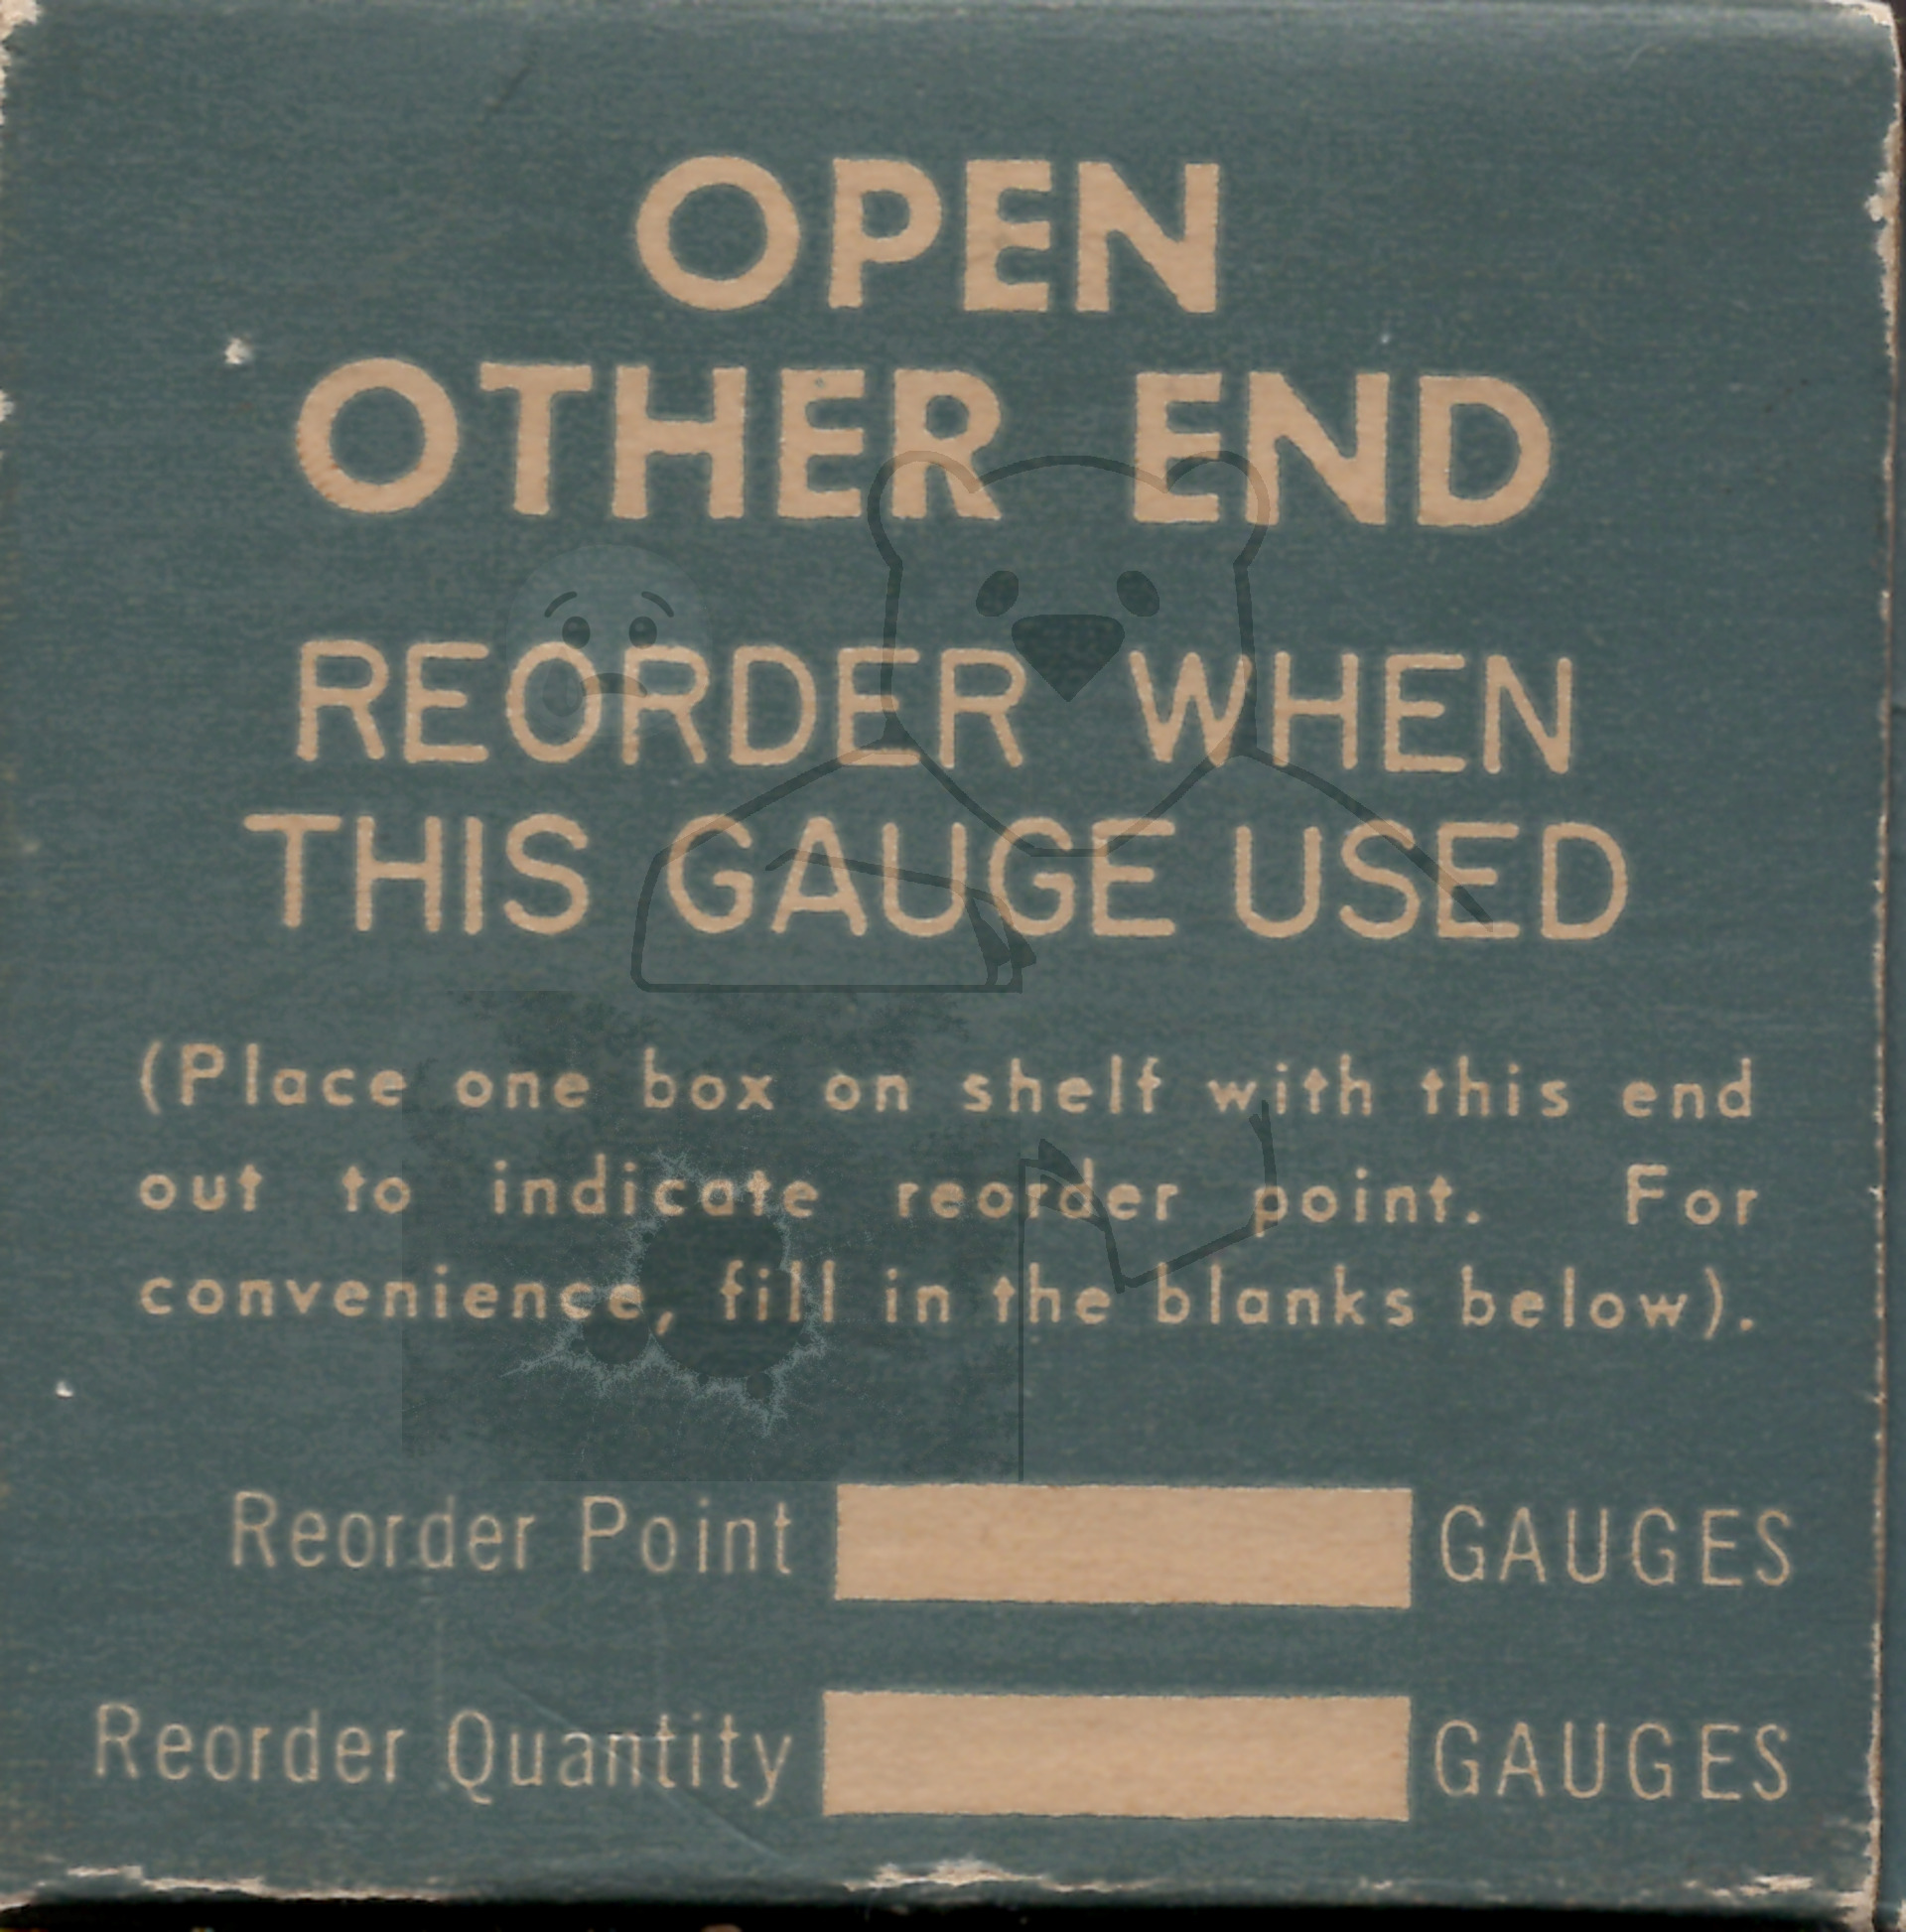 OPEN
OTHER END
REORDER WHEN
THIS GAUGE USED
(Place one box on shelf with this end
out to indicate reorder point. For
convenience, fill in the blanks below).
Reorder Point GAUGES
Reorder Quantity GAUGES